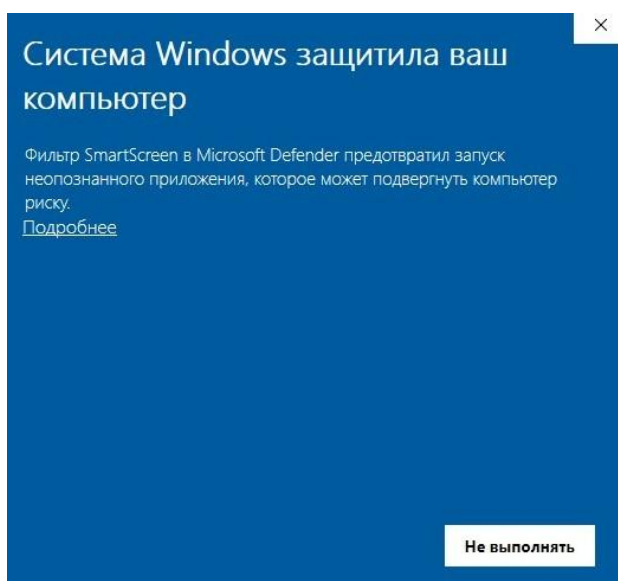 Система Windows защитила ваш
компьютер
Фильтр SmartScreen в Microsoft Defender предотвратил запуск
неопознанного приложения, которое может подвергнуть компьютер
риску.
Подробнее
Не выполнять